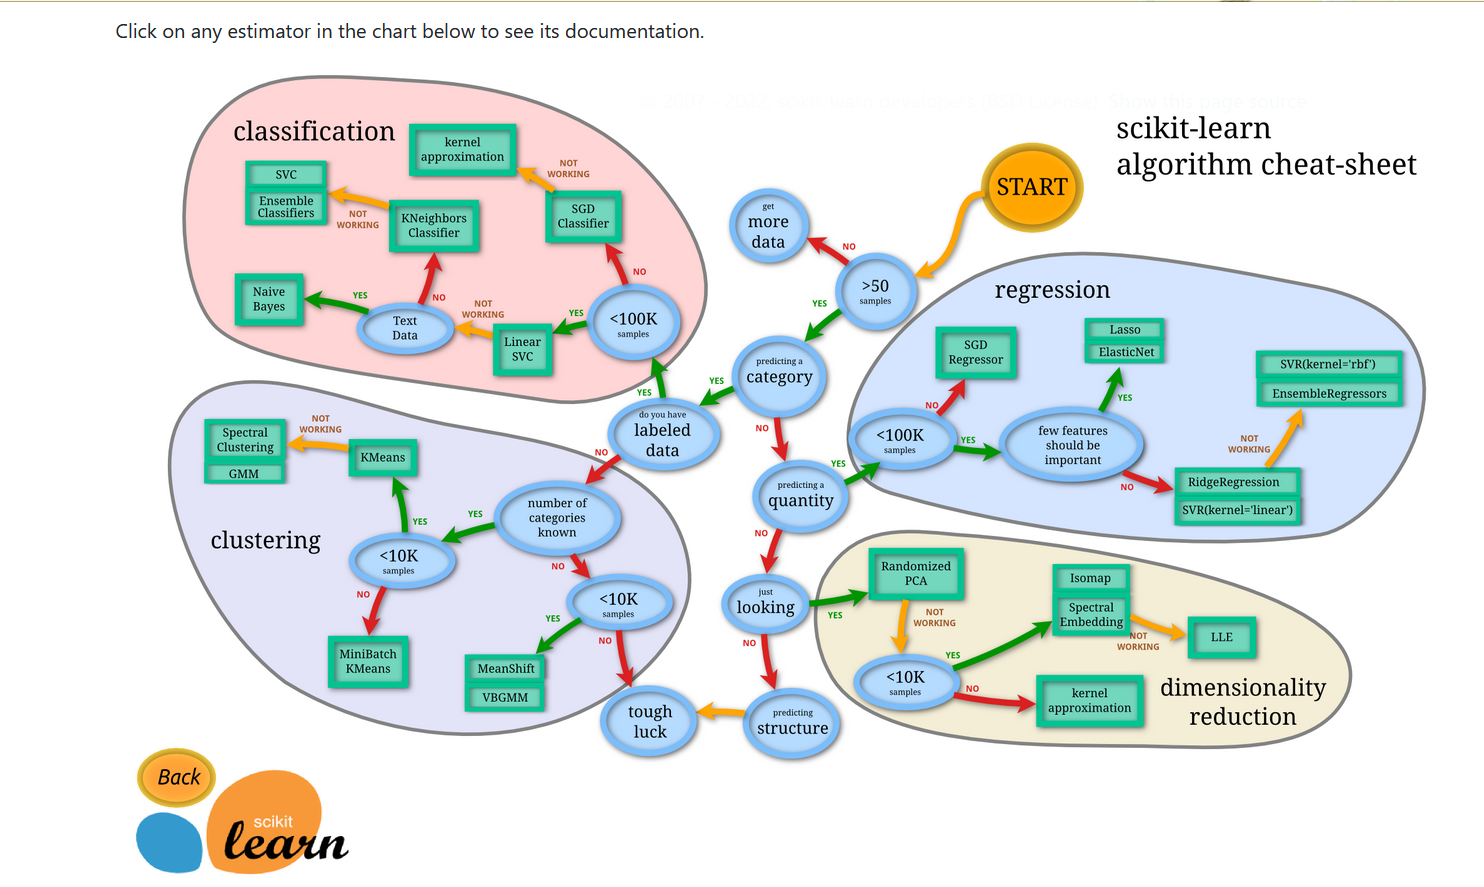 Click on any estimator in the chart below to see its documentation.
Show this page source
scikit-learn
algorithm cheat-sheet
START
classification
kernel
approximation
NOT
WORKING
SVC
Ensemble
Classifiers
NOT
WORKING
KNeighbors
Classifier
SGD
Classifier
NO
Naive
Bayes
YES
Text
Data
NO
NOT
WORKING
Linear
SVC
YES
<100K
samples
get
more
data
NO
>50
samples
YES
predicting a
category
YES
YES
do you have
labeled
data
NO
NO
predicting a
quantity
YES
NO
just
looking
YES
NO
predicting
structure
tough
luck
regression
SGD
Regressor
NO
<100K
samples
YES
few features
should be
important
YES
Lasso
ElasticNet
NO
RidgeRegression
SVR(kernel='linear')
NOT
WORKING
SVR(kernel='rbf')
EnsembleRegressors
clustering
Spectral
Clustering
GMM
NOT
WORKING
KMeans
YES
<10K
samples
YES
number of
categories
known
NO
NO
MiniBatch
KMeans
<10K
samples
YES
NO
MeanShift
VBGMM
Randomized
PCA
NOT
WORKING
<10K
samples
YES
NO
Isomap
Spectral
Embedding
NOT
WORKING
LLE
kernel
approximation
dimensionality
reduction
Back
scikit
learn